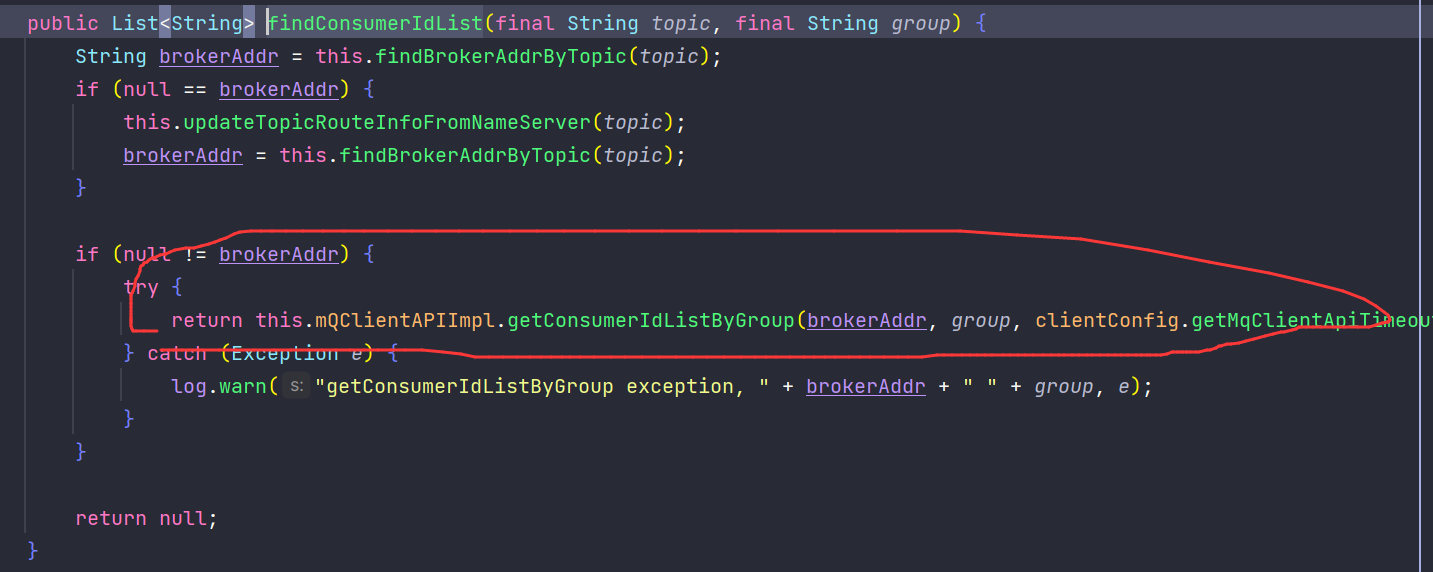 public List<String> findConsumerIdList(final String topic, final String group) {
String brokerAddr = this.findBrokerAddrByTopic(topic);
if (null == brokerAddr) {
this.updateTopicRouteInfoFromNameServer(topic);
brokerAddr = this.findBrokerAddrByTopic(topic);
}
if (null != brokerAddr) {
try {
return this.mQClientAPIImpl.getConsumerIdListByGroup(brokerAddr, group, clientConfig.getMqClientApiTimeou
} catch (Exception e) {
log.warn( s: "getConsumerIdListByGroup exception, " + brokerAddr + " " + group, e);
}
}
return null;
}